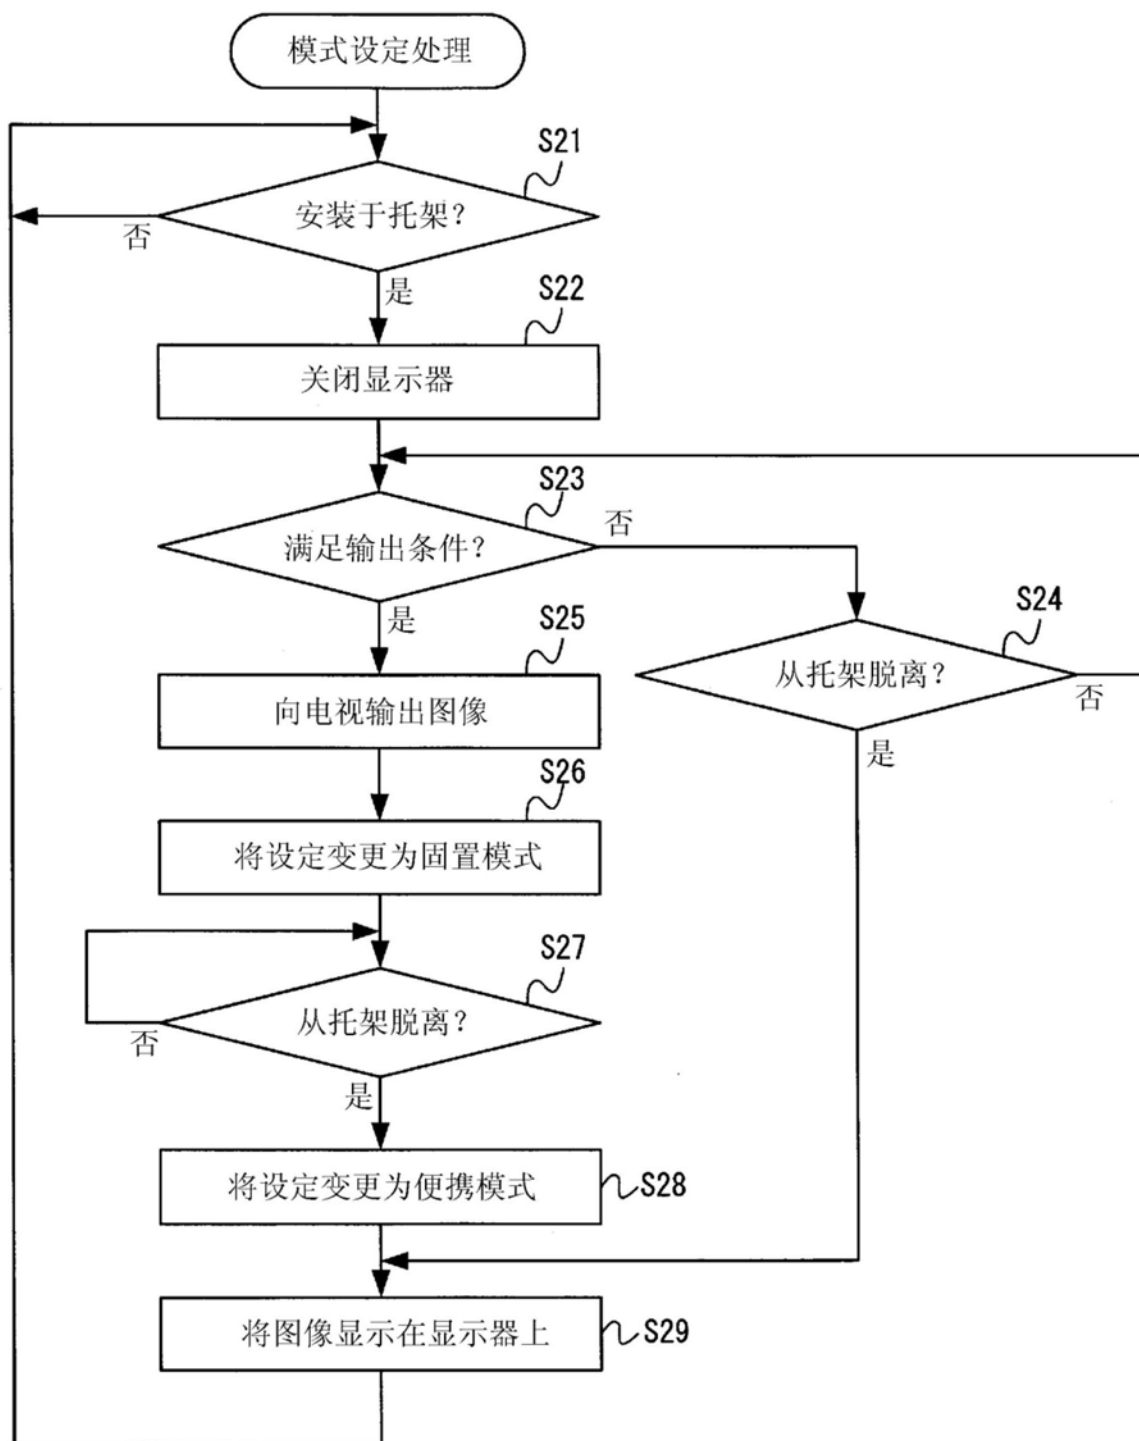 模式设定处理
S21
安装于托架？
否
是
S22
关闭显示器
S23
满足输出条件？
否
是
S24
从托架脱离？
否
是
S25
向电视输出图像
S26
将设定变更为固置模式
S27
从托架脱离？
否
是
将设定变更为便携模式
S28
将图像显示在显示器上
S29